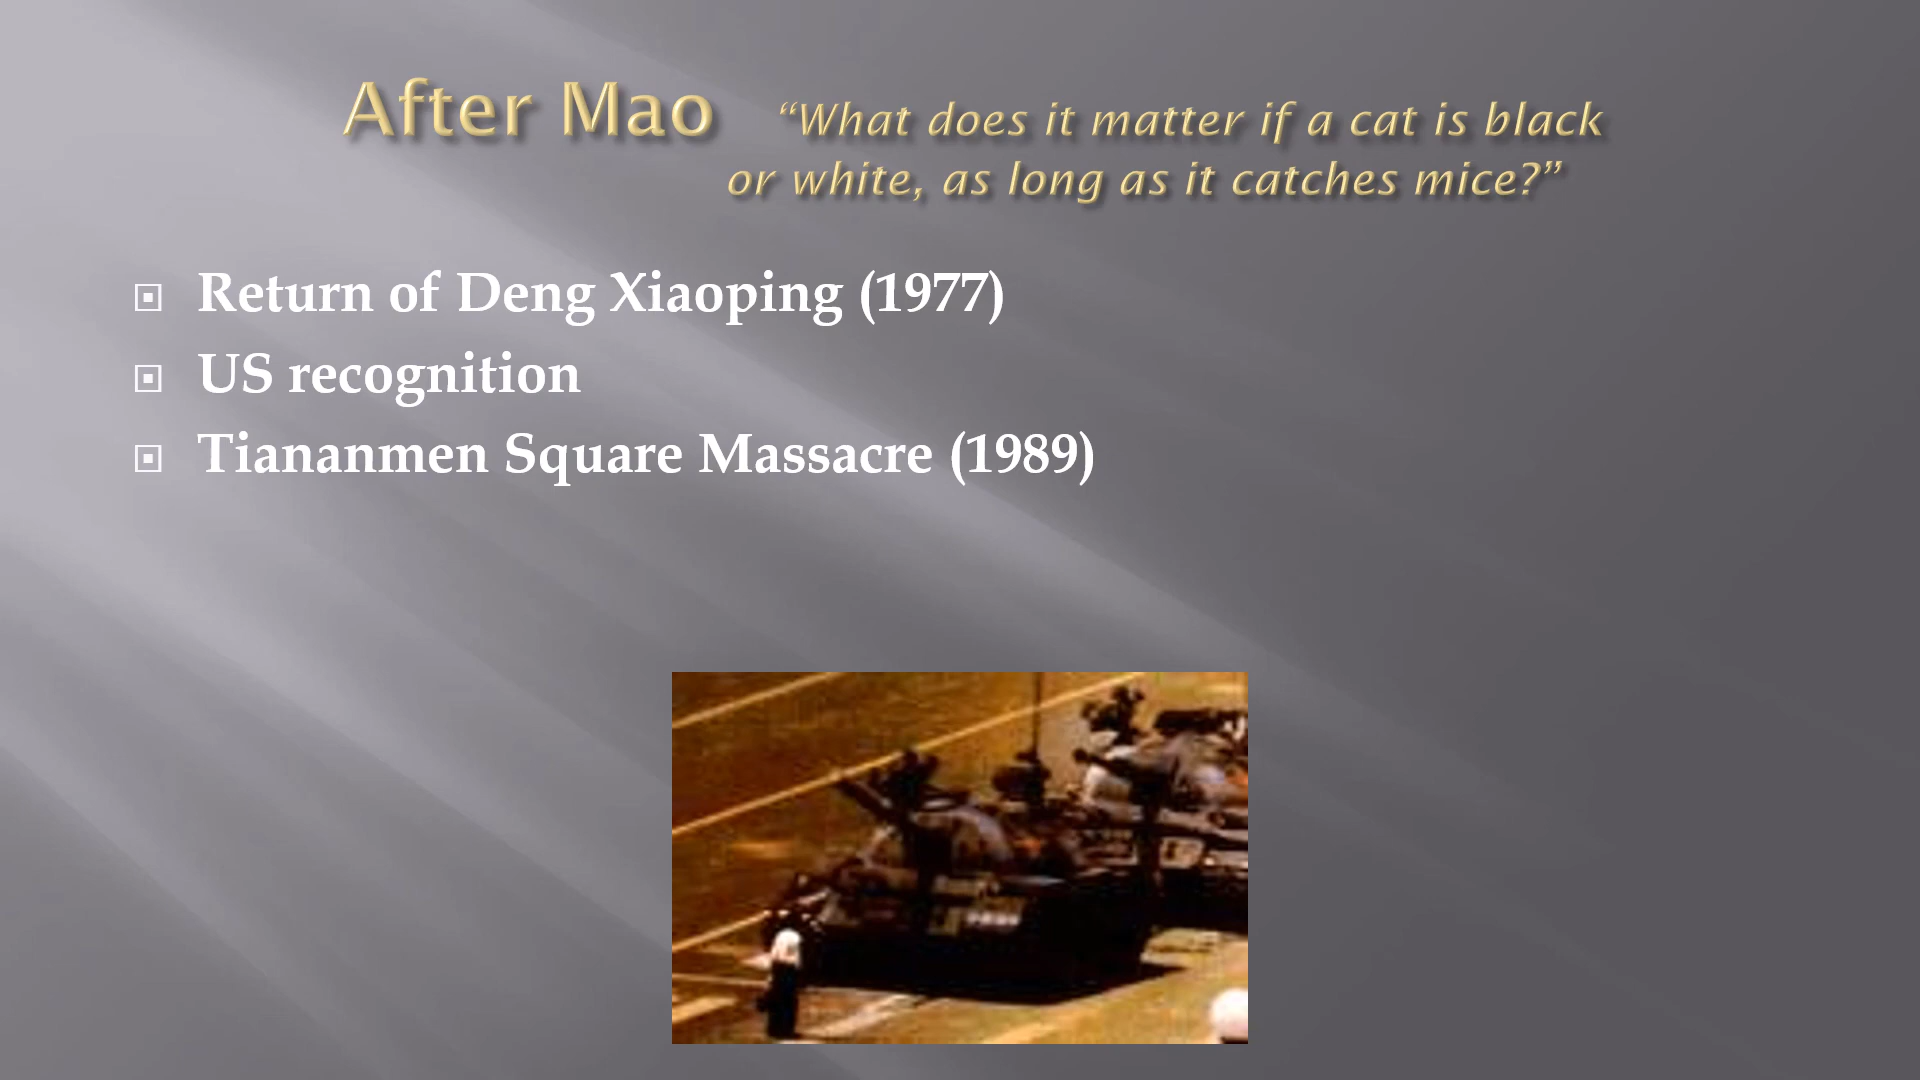 After Mao “What does it matter if a cat is black
or white, as long as it catches mice?”
Return of Deng Xiaoping (1977)
US recognition
Tiananmen Square Massacre (1989)